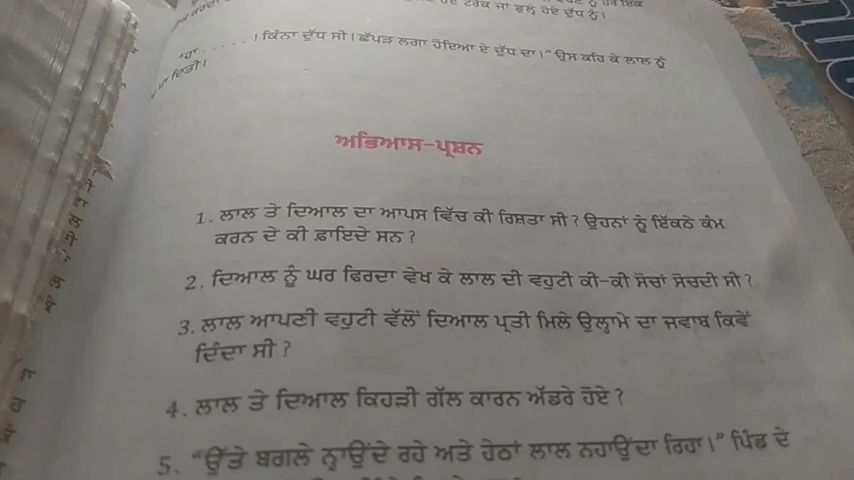 ਟਰੱਕ ਜਾਂ ਡੁਲ੍ਹੇ ਹੋਏ ਦੁੱਧ ਨੂੰ।
"ਹਾ . . . . . । ਕਿੰਨਾ ਦੁੱਧ ਸੀ। ਛੱਪੜ ਲਗਾ ਹੋਇਆ ਏ ਦੁੱਧ ਦਾ।" ਉਸ ਕਹਿ ਕੇ ਲਾਲ ਨੂੰ
ਦਿੱਤੀ।
ਅਭਿਆਸ-ਪ੍ਰਸ਼ਨ
1. ਲਾਲ ਤੇ ਦਿਆਲ ਦਾ ਆਪਸ ਵਿੱਚ ਕੀ ਰਿਸ਼ਤਾ ਸੀ ? ਉਹਨਾਂ ਨੂੰ ਇੱਕਠੇ ਕੰਮ
ਕਰਨ ਦੇ ਕੀ ਫ਼ਾਇਦੇ ਸਨ ?
2. ਦਿਆਲ ਨੂੰ ਘਰ ਫਿਰਦਾ ਵੇਖ ਕੇ ਲਾਲ ਦੀ ਵਹੁਟੀ ਕੀ-ਕੀ ਸੋਚਾਂ ਸੋਚਦੀ ਸੀ ?
3. ਲਾਲ ਆਪਣੀ ਵਹੁਟੀ ਵੱਲੋਂ ਦਿਆਲ ਪ੍ਰਤੀ ਮਿਲੇ ਉਲ੍ਹਾਮੇ ਦਾ ਜਵਾਬ ਕਿਵੇਂ
ਦਿੰਦਾ ਸੀ ?
4. ਲਾਲ ਤੇ ਦਿਆਲ ਕਿਹੜੀ ਗੱਲ ਕਾਰਨ ਅੱਡਰੇ ਹੋਏ ?
5. "ਉੱਤੇ ਬਗਲੇ ਨ੍ਹਾਉਂਦੇ ਰਹੇ ਅਤੇ ਹੇਠਾਂ ਲਾਲ ਨਹਾਉਂਦਾ ਰਿਹਾ।" ਪਿੰਡ ਦੇ